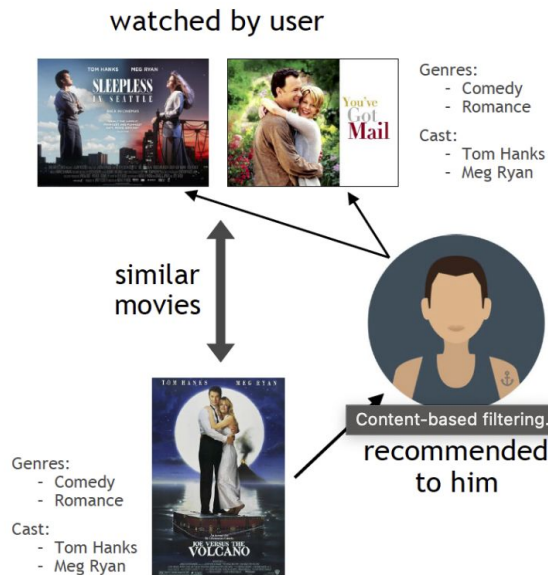 watched by user
TOM HANKS MEG RYAN
SLEEPLESS
IN SEATTLE
You've
Got
Mail
Genres:
- Comedy
- Romance
Cast:
- Tom Hanks
- Meg Ryan
similar
movies
Content-based filtering.
recommended
to him
TOM HANKS MEG RYAN
JOE VERSUS THE
VOLCANO
Genres:
- Comedy
- Romance
Cast:
- Tom Hanks
- Meg Ryan